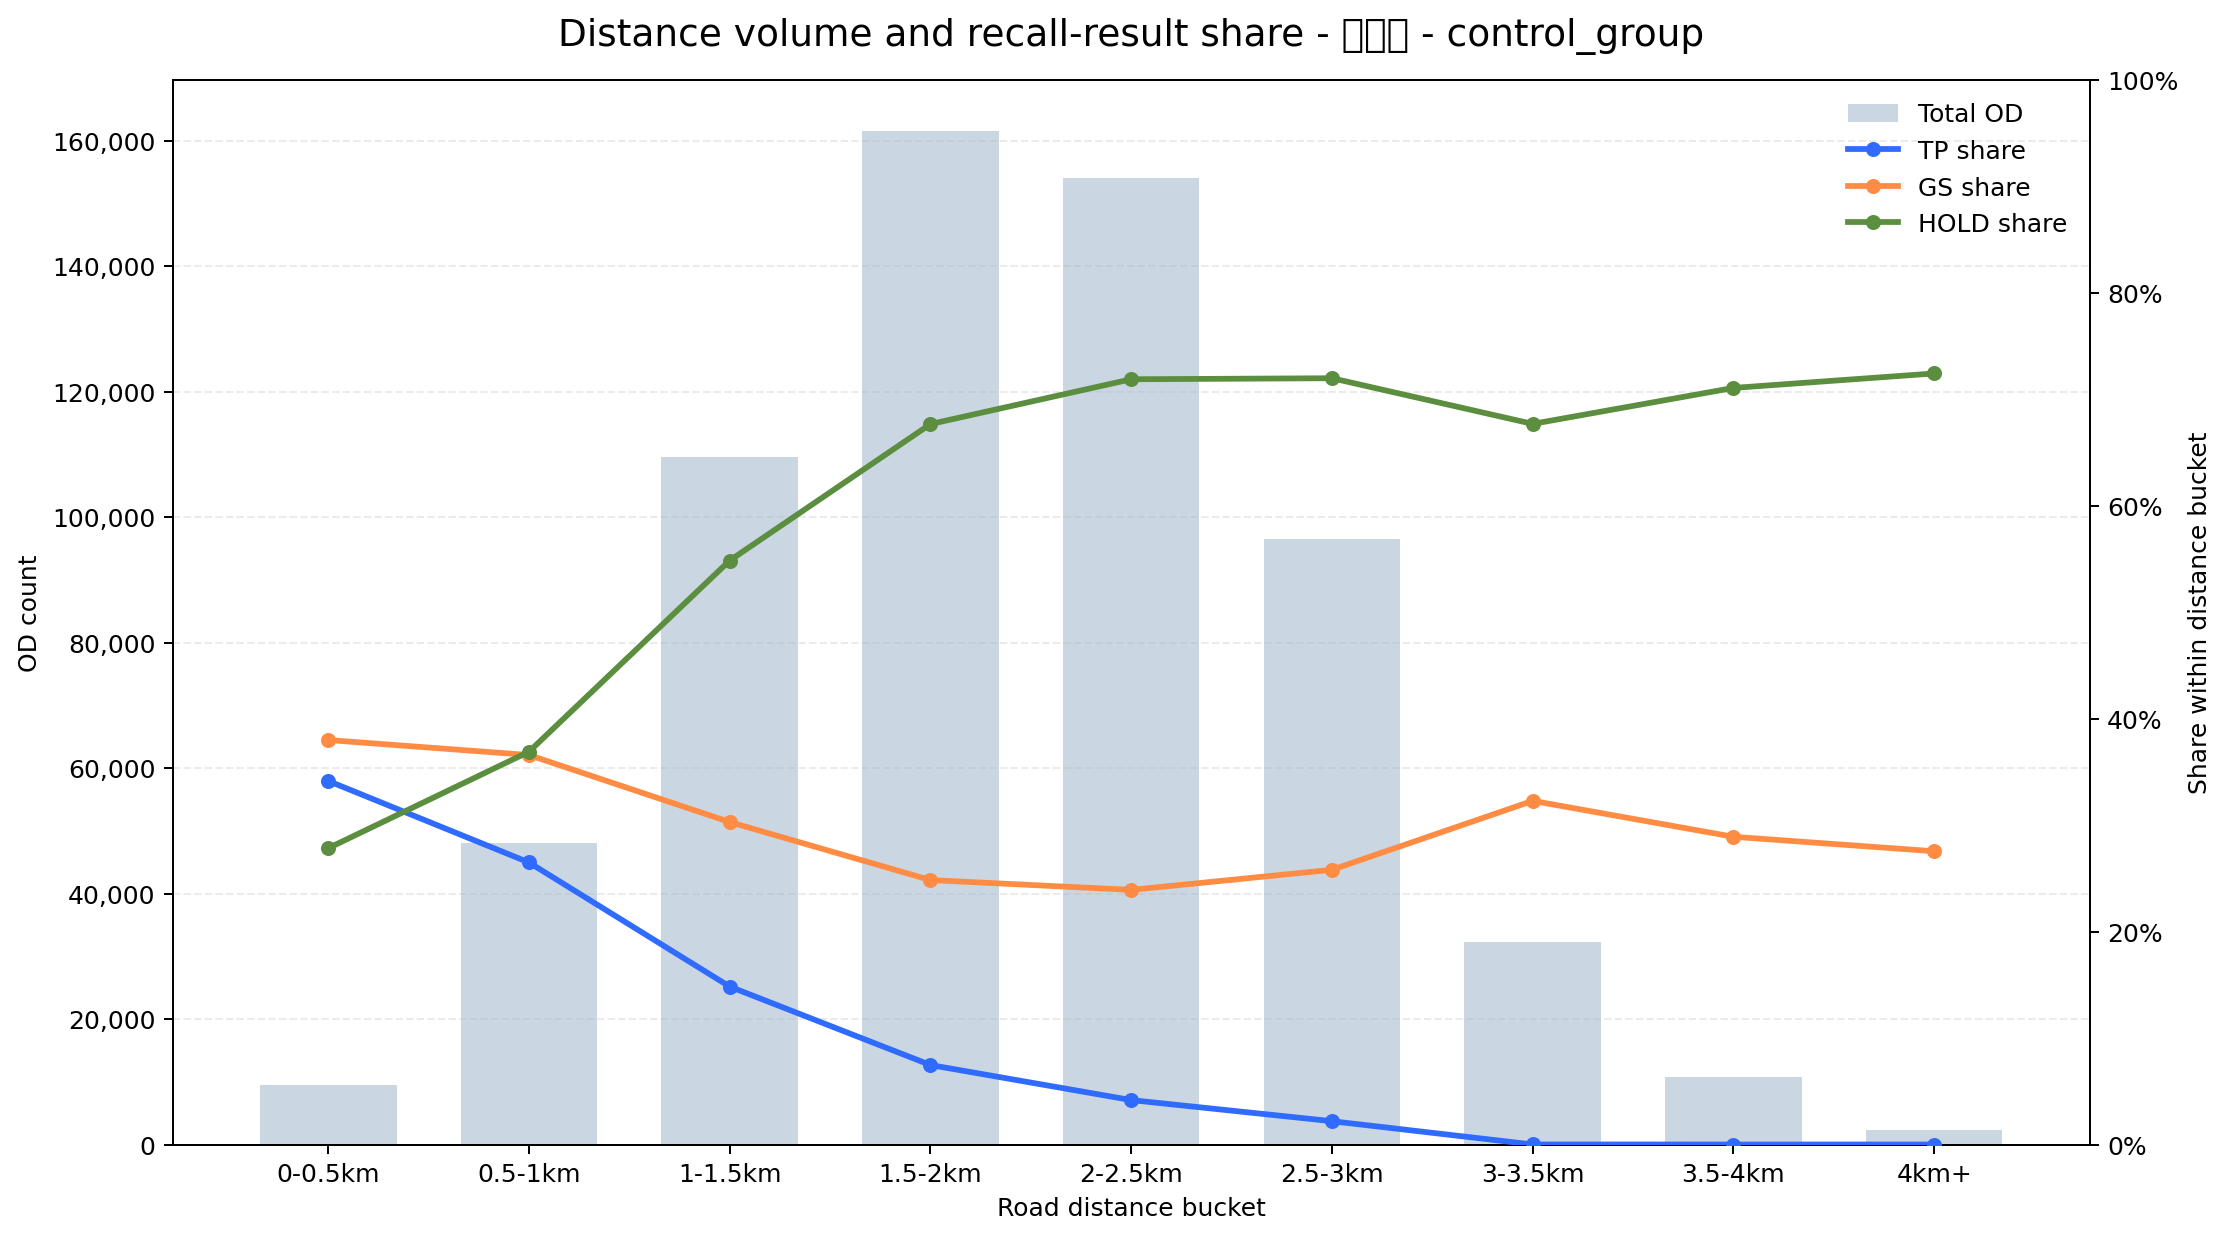 Distance volume and recall-result share - □□□ - control_group
Total OD
TP share
GS share
HOLD share
OD count
160,000
140,000
120,000
100,000
80,000
60,000
40,000
20,000
0
100%
80%
60%
40%
20%
0%
Share within distance bucket
0-0.5km
0.5-1km
1-1.5km
1.5-2km
2-2.5km
2.5-3km
3-3.5km
3.5-4km
4km+
Road distance bucket